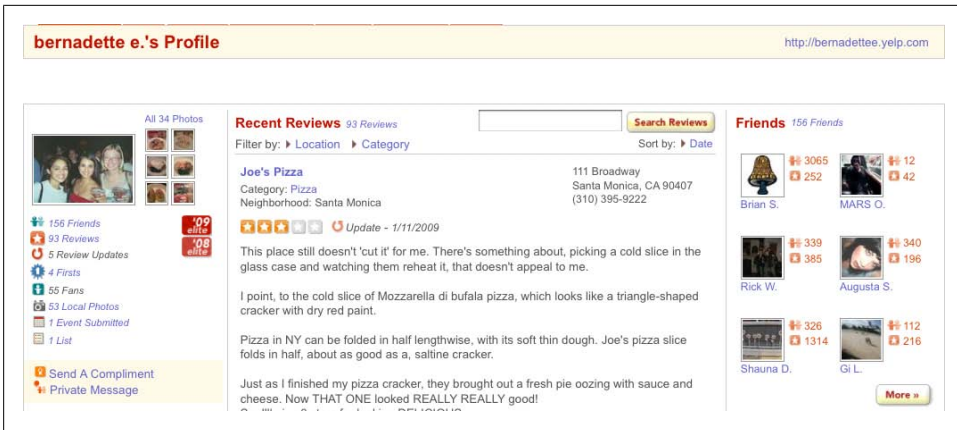 bernadette e.'s Profile
http://bernadettee.yelp.com
All 34 Photos
156 Friends
93 Reviews
5 Review Updates
4 Firsts
55 Fans
53 Local Photos
1 Event Submitted
1 List
'09
elite
'08
elite
Send A Compliment
Private Message
Recent Reviews 93 Reviews
Search Reviews
Filter by: Location Category
Sort by: Date
Joe's Pizza
Category: Pizza
Neighborhood: Santa Monica
111 Broadway
Santa Monica, CA 90407
(310) 395-9222
Update - 1/11/2009
This place still doesn't 'cut it' for me. There's something about, picking a cold slice in the
glass case and watching them reheat it, that doesn't appeal to me.
I point, to the cold slice of Mozzarella di bufala pizza, which looks like a triangle-shaped
cracker with dry red paint.
Pizza in NY can be folded in half lengthwise, with its soft thin dough. Joe's pizza slice
folds in half, about as good as a, saltine cracker.
Just as I finished my pizza cracker, they brought out a fresh pie oozing with sauce and
cheese. Now THAT ONE looked REALLY REALLY good!
Friends 156 Friends
3065
252
Brian S.
12
42
MARS O.
339
385
Rick W.
340
196
Augusta S.
326
1314
Shauna D.
112
216
Gi L.
More »